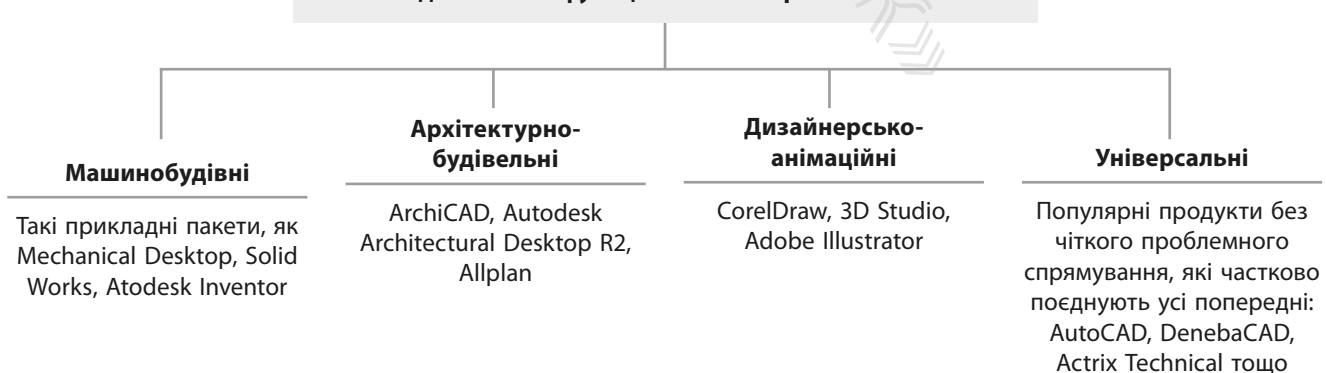 Машинобудівні
Такі прикладні пакети, як
Mechanical Desktop, Solid
Works, Atodesk Inventor
Архітектурно-
будівельні
ArchiCAD, Autodesk
Architectural Desktop R2,
Allplan
Дизайнерсько-
анімаційні
CorelDraw, 3D Studio,
Adobe Illustrator
Універсальні
Популярні продукти без
чіткого проблемного
спрямування, які частково
поєднують усі попередні:
AutoCAD, DenebaCAD,
Actrix Technical тощо